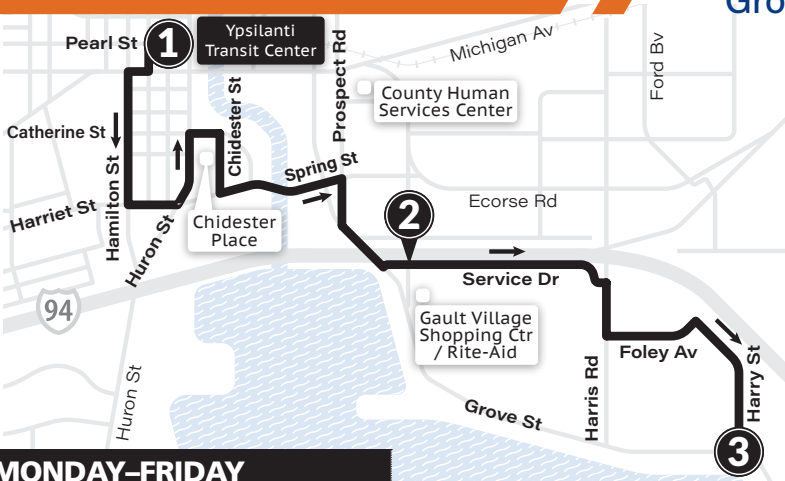 Gro
Pearl St
1
Ypsilanti
Transit Center
Prospect Rd
Michigan Av
Ford Bv
Chidester St
County Human
Services Center
Catherine St
Hamilton St
Spring St
Harriet St
Huron St
Chidester
Place
2
Ecorse Rd
Service Dr
94
Gault Village
Shopping Ctr
/ Rite-Aid
Foley Av
Harris Rd
Harry St
Huron St
Grove St
3
MONDAY–FRIDAY